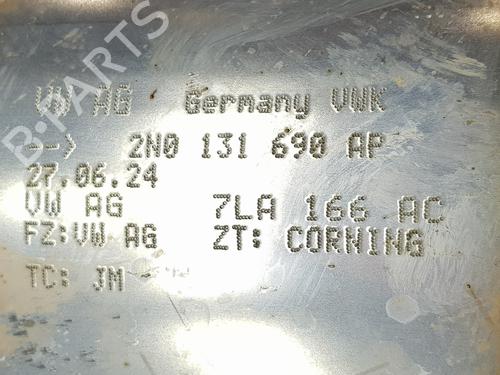 VW AG Germany VWK
--> 2N0 131 690 AP
27.06.24
VW AG 7LA 166 AC
FZ:VW AG ZT: CORNING
TC: JM
B-PARTS